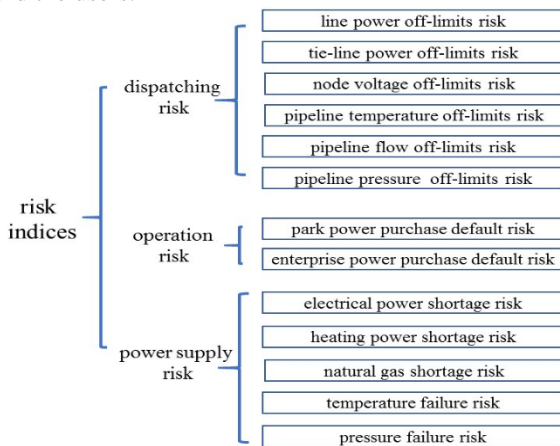 line power off-limits risk
tie-line power off-limits risk
node voltage off-limits risk
pipeline temperature off-limits risk
pipeline flow off-limits risk
pipeline pressure off-limits risk
dispatching
risk
risk
indices
operation
risk
park power purchase default risk
enterprise power purchase default risk
power supply
risk
electrical power shortage risk
heating power shortage risk
natural gas shortage risk
temperature failure risk
pressure failure risk